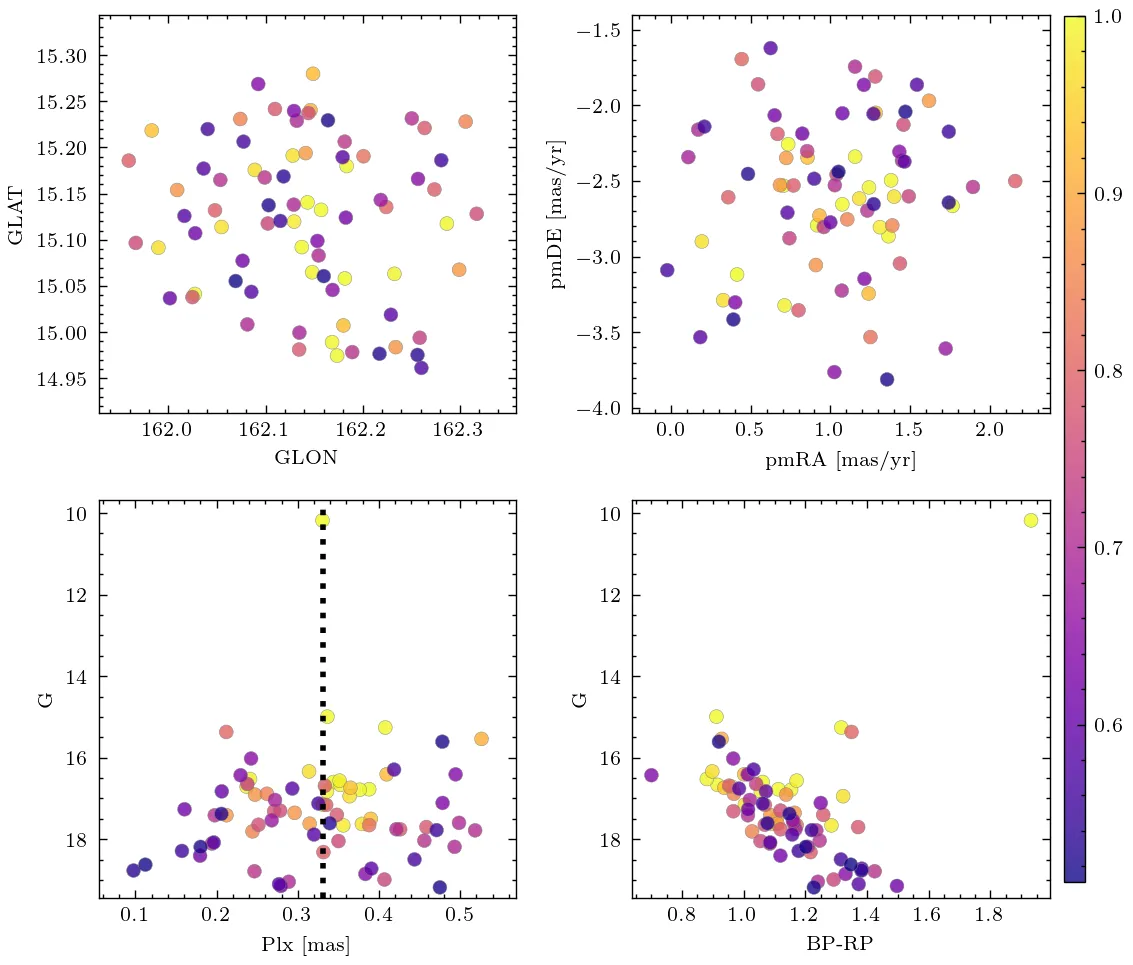 15.30
15.25
15.20
15.15
15.10
15.05
15.00
14.95
GLAT
162.0 162.1 162.2 162.3
GLON
−1.5
−2.0
−2.5
−3.0
−3.5
−4.0
pmDE [mas/yr]
0.0 0.5 1.0 1.5 2.0
pmRA [mas/yr]
1.0
0.9
0.8
0.7
0.6
10
12
14
16
18
G
0.1 0.2 0.3 0.4 0.5
Plx [mas]
10
12
14
16
18
G
0.8 1.0 1.2 1.4 1.6 1.8
BP-RP